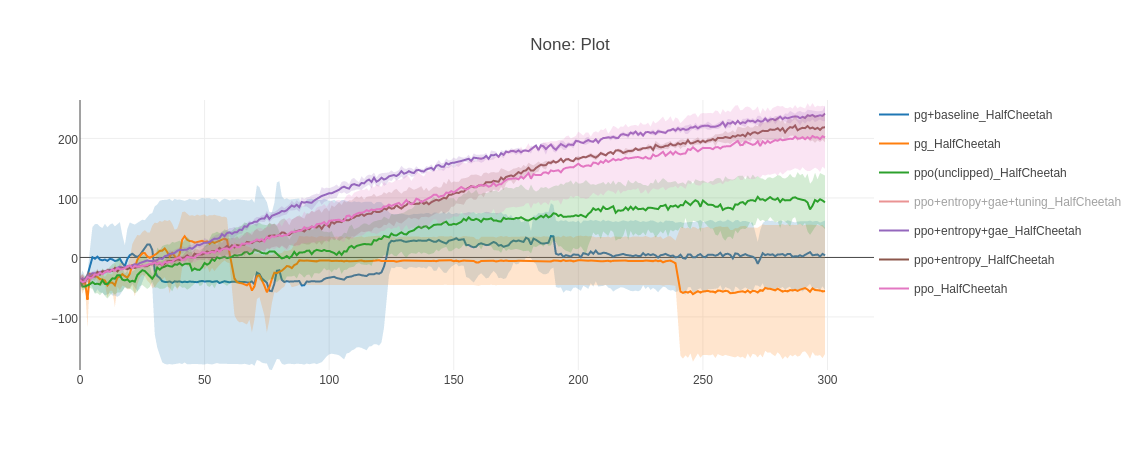 None: Plot
200
100
0
−100
0
50
100
150
200
250
300
pg+baseline_HalfCheetah
pg_HalfCheetah
ppo(unclipped)_HalfCheetah
ppo+entropy+gae+tuning_HalfCheetah
ppo+entropy+gae_HalfCheetah
ppo+entropy_HalfCheetah
ppo_HalfCheetah